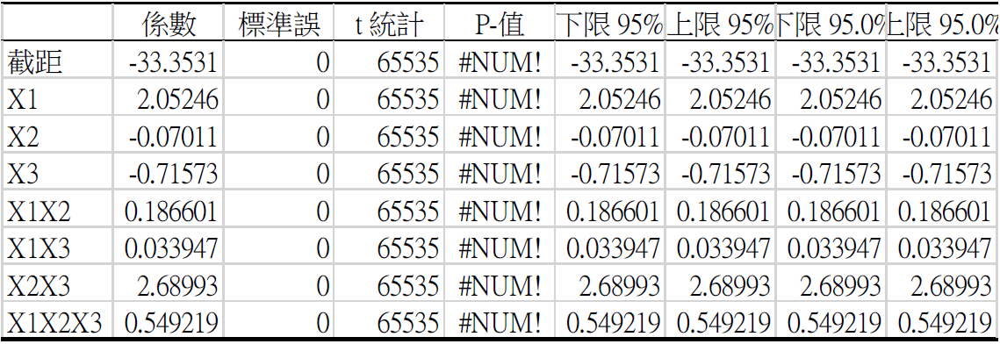 係數 標準誤 t 統計 P-值 下限 95% 上限 95% 下限 95.0% 上限 95.0%
截距 -33.3531 0 65535 #NUM! -33.3531 -33.3531 -33.3531 -33.3531
X1 2.05246 0 65535 #NUM! 2.05246 2.05246 2.05246 2.05246
X2 -0.07011 0 65535 #NUM! -0.07011 -0.07011 -0.07011 -0.07011
X3 -0.71573 0 65535 #NUM! -0.71573 -0.71573 -0.71573 -0.71573
X1X2 0.186601 0 65535 #NUM! 0.186601 0.186601 0.186601 0.186601
X1X3 0.033947 0 65535 #NUM! 0.033947 0.033947 0.033947 0.033947
X2X3 2.68993 0 65535 #NUM! 2.68993 2.68993 2.68993 2.68993
X1X2X3 0.549219 0 65535 #NUM! 0.549219 0.549219 0.549219 0.549219